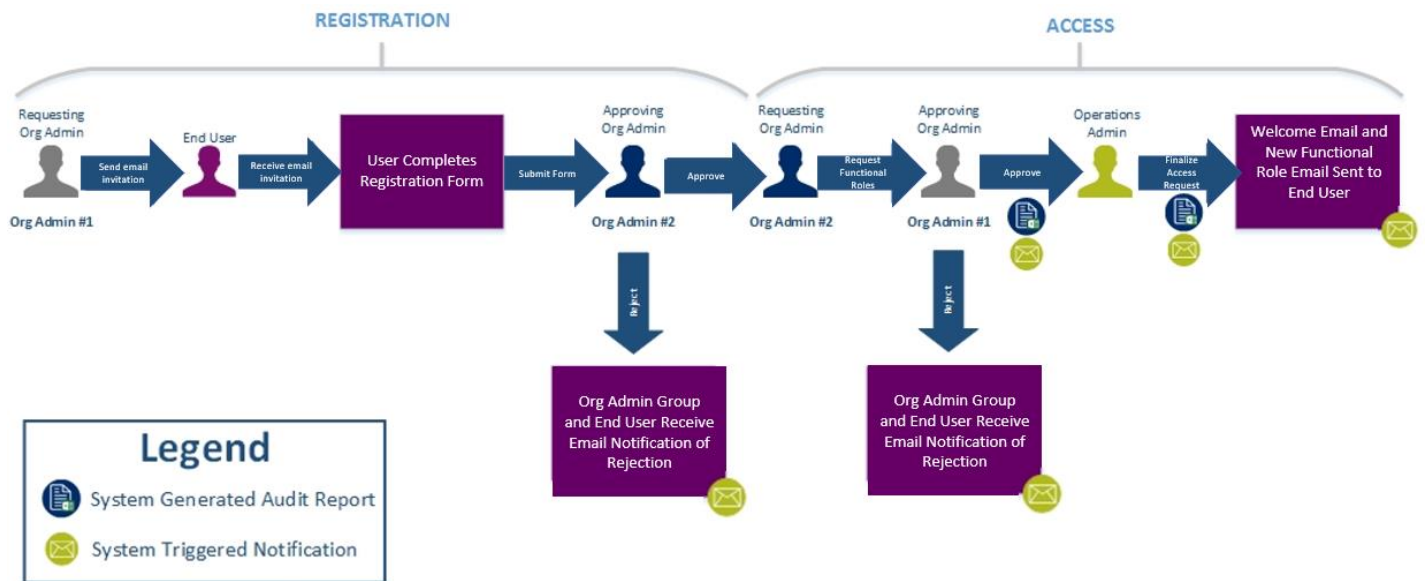 REGISTRATION
ACCESS
Requesting
Org Admin
Org Admin #1
Send email
invitation
End User
Receive email
invitation
User Completes
Registration Form
Submit Form
Approving
Org Admin
Org Admin #2
Approve
Requesting
Org Admin
Org Admin #2
Request
Functional
Roles
Approving
Org Admin
Org Admin #1
Approve
Operations
Admin
Finalize
Access
Request
Welcome Email and
New Functional
Role Email Sent to
End User
Reject
Reject
Org Admin Group
and End User Receive
Email Notification of
Rejection
Org Admin Group
and End User Receive
Email Notification of
Rejection
Legend
System Generated Audit Report
System Triggered Notification